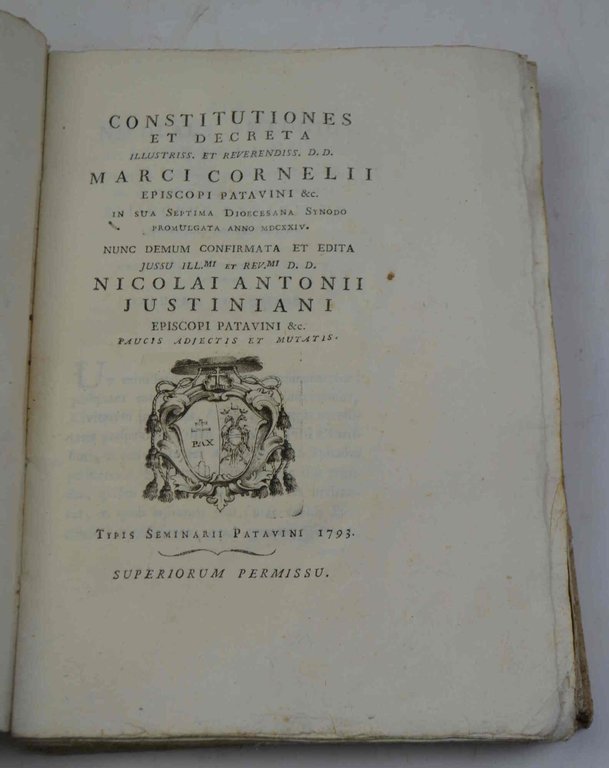 CONSTITUTIONES
ET DECRETA
ILLUSTRISS. ET REVERENDISS. D. D.
MARCI CORNELII
EPISCOPI PATAVINI &c.
IN SUA SEPTIMA DIOECESANA SYNODO
PROMULGATA ANNO MDCXXIV.
NUNC DEMUM CONFIRMATA ET EDITA
JUSSU ILL.MI ET REV.MI D. D.
NICOLAI ANTONII
JUSTINIANI
EPISCOPI PATAVINI &c.
PAUCIS ADJECTIS ET MUTATIS.
PAX
TYPIS SEMINARII PATAVINI 1793.
SUPERIORUM PERMISSU.